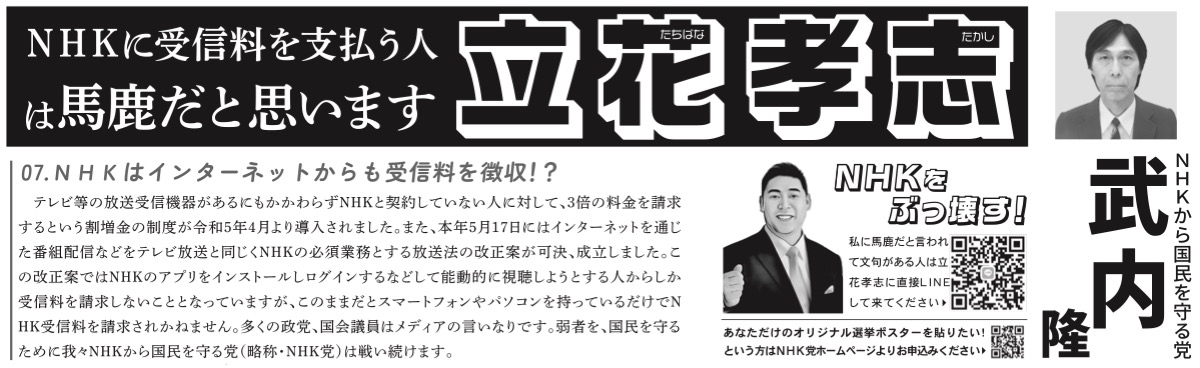 NHKに受信料を支払う人
は馬鹿だと思います
立花孝志
たちばな
たかし
07.NHKはインターネットからも受信料を徴収!?
テレビ等の放送受信機器があるにもかかわらずNHKと契約していない人に対して、3倍の料金を請求
するという割増金の制度が令和5年4月より導入されました。また、本年5月17日にはインターネットを通じ
た番組配信などをテレビ放送と同じくNHKの必須業務とする放送法の改正案が可決、成立しました。こ
の改正案ではNHKのアプリをインストールしログインするなどして能動的に視聴しようとする人からしか
受信料を請求しないこととなっていますが、このままだとスマートフォンやパソコンを持っているだけでN
HK受信料を請求されかねません。多くの政党、国会議員はメディアの言いなりです。弱者を、国民を守る
ために我々NHKから国民を守る党(略称・NHK党)は戦い続けます。
NHKを
ぶっ壊す!
私に馬鹿だと言われ
て文句がある人は立
花孝志に直接LINE
して来てください
LINE
あなただけのオリジナル選挙ポスターを貼りたい!
という方はNHK党ホームページよりお申込みください
NHKから国民を守る党
武内
隆